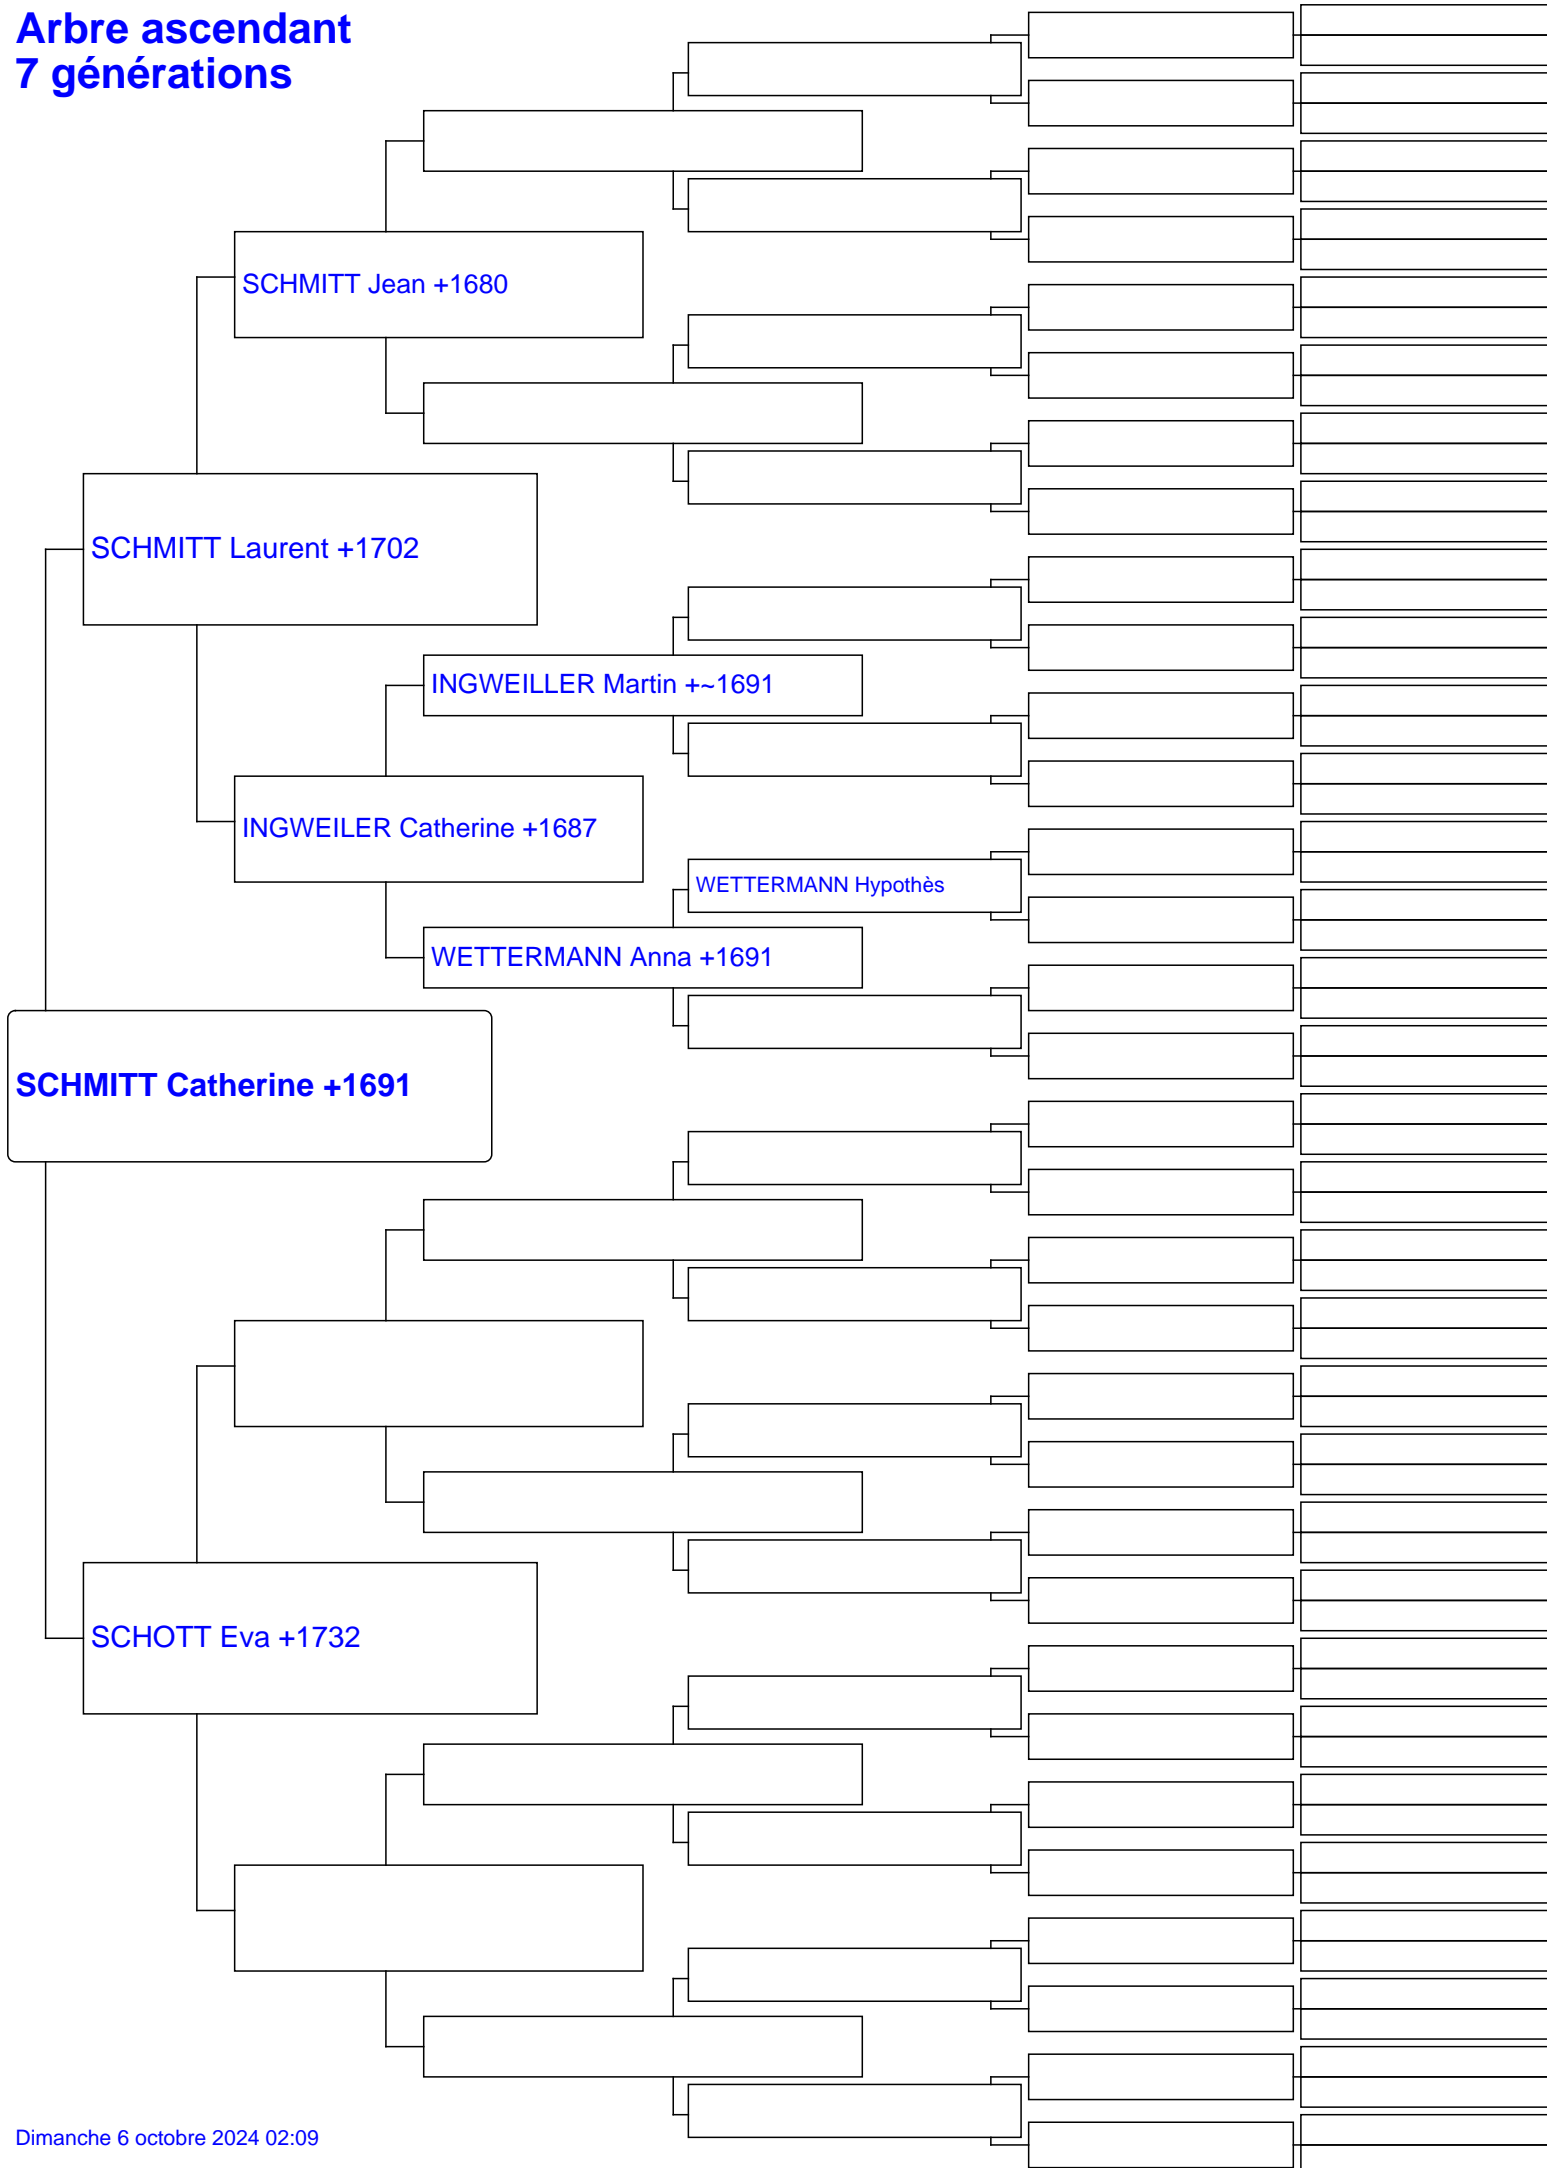 Arbre ascendant
7 générations
SCHMITT Jean +1680
SCHMITT Laurent +1702
INGWEILLER Martin +~1691
INGWEILER Catherine +1687
WETTERMANN Hypothès
WETTERMANN Anna +1691
SCHMITT Catherine +1691
SCHOTT Eva +1732
Dimanche 6 octobre 2024 02:09